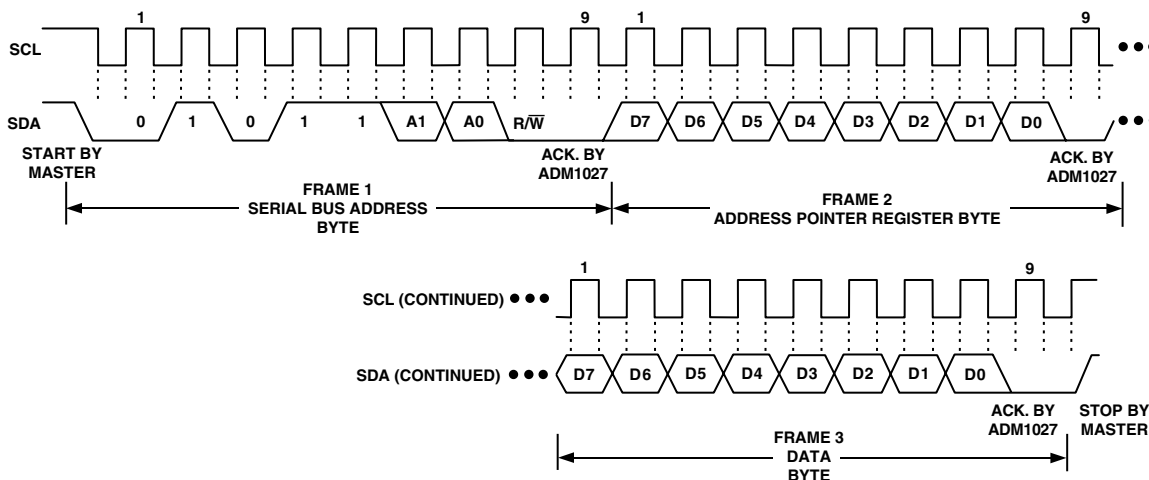 1 9 1 9
SCL
SDA 0 1 0 1 1 A1 A0 R/W̅ D7 D6 D5 D4 D3 D2 D1 D0
START BY
MASTER
ACK. BY
ADM1027
ACK. BY
ADM1027
FRAME 1
SERIAL BUS ADDRESS
BYTE
FRAME 2
ADDRESS POINTER REGISTER BYTE
1 9
SCL (CONTINUED)
SDA (CONTINUED) D7 D6 D5 D4 D3 D2 D1 D0
ACK. BY
ADM1027
STOP BY
MASTER
FRAME 3
DATA
BYTE